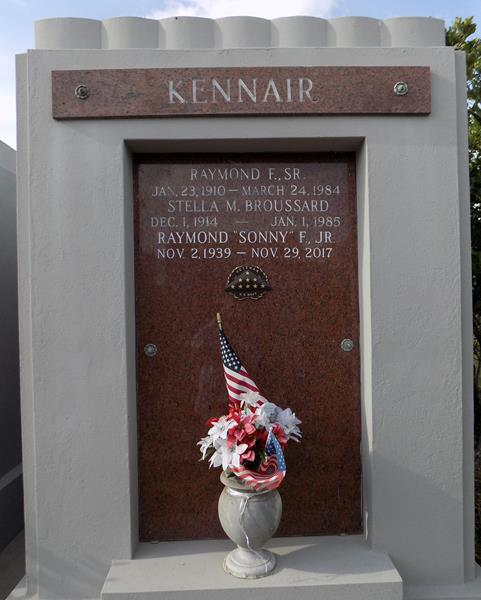 KENNAIR
RAYMOND F., SR.
JAN. 23, 1910 — MARCH 24, 1984
STELLA M. BROUSSARD
DEC. 1, 1914 — JAN. 1, 1985
RAYMOND "SONNY" F., JR.
NOV. 2, 1939 — NOV. 29, 2017